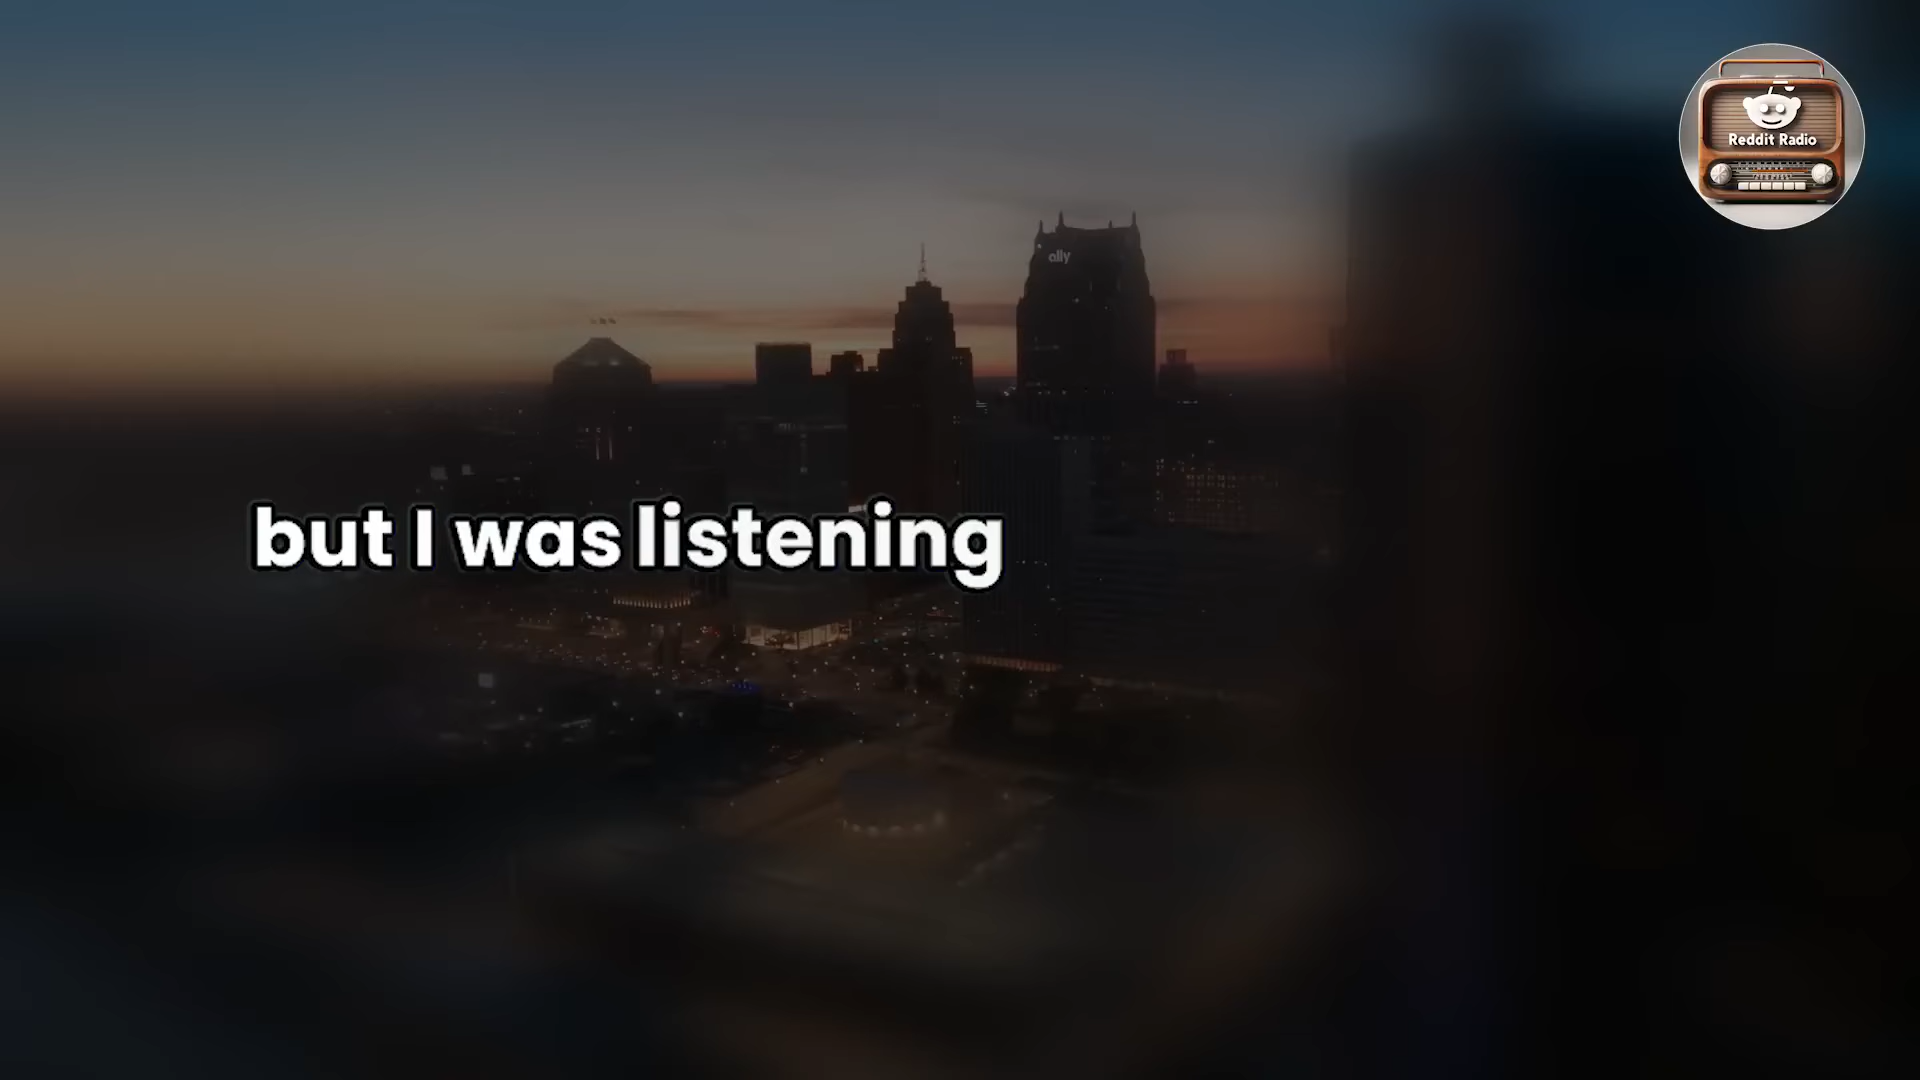 Reddit Radio
ally
but I was listening